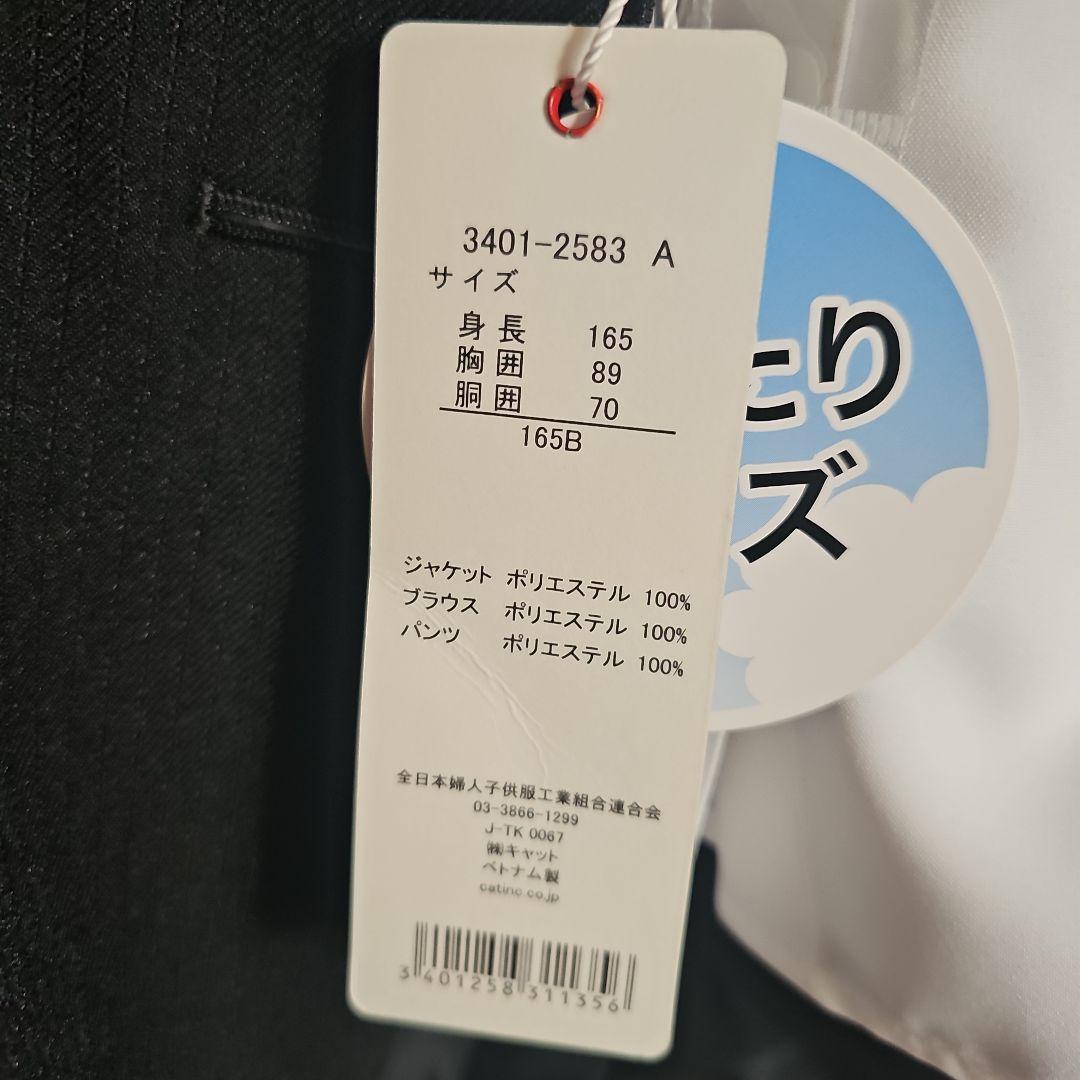 3401-2583 A
サイズ
身長 165
胸囲 89
胴囲 70
165B
ジャケット ポリエステル 100%
ブラウス ポリエステル 100%
パンツ ポリエステル 100%
全日本婦人子供服工業組合連合会
03-3866-1299
J-TK 0067
㈱キャット
ベトナム製
catinc.co.jp
3 401258 311356
たり
ズ